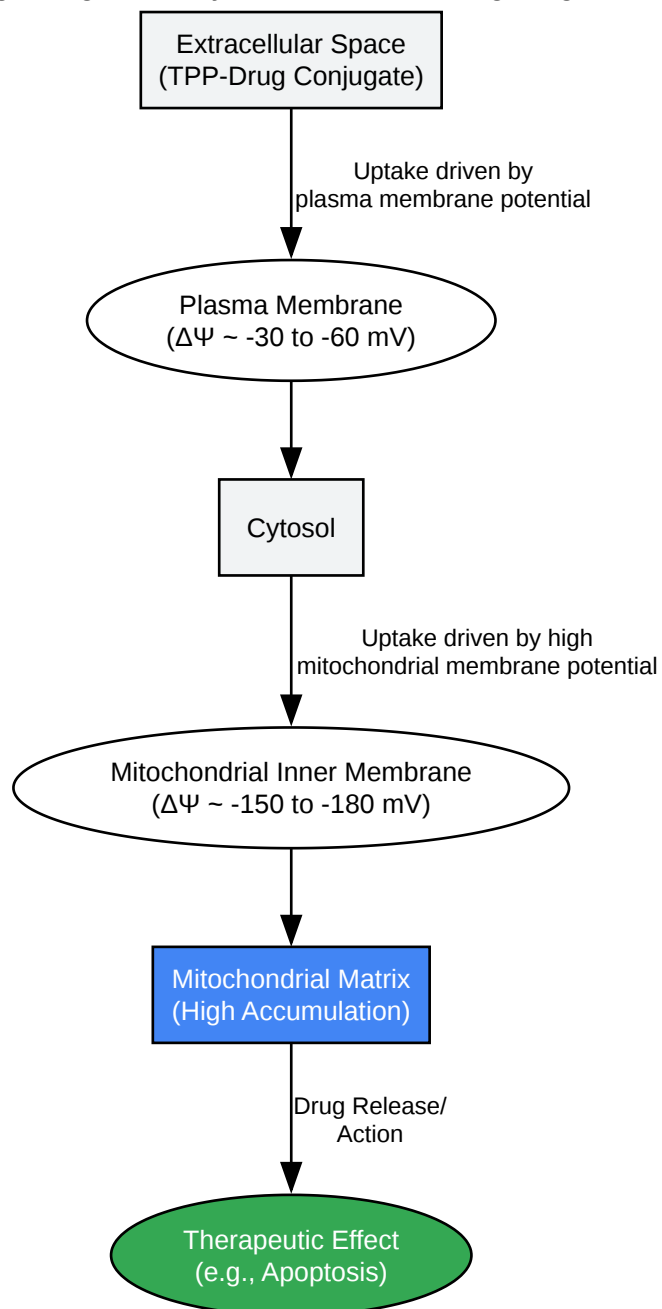 Extracellular Space
(TPP-Drug Conjugate)
Uptake driven by
plasma membrane potential
Plasma Membrane
(ΔΨ ~ -30 to -60 mV)
Cytosol
Uptake driven by high
mitochondrial membrane potential
Mitochondrial Inner Membrane
(ΔΨ ~ -150 to -180 mV)
Mitochondrial Matrix
(High Accumulation)
Drug Release/
Action
Therapeutic Effect
(e.g., Apoptosis)